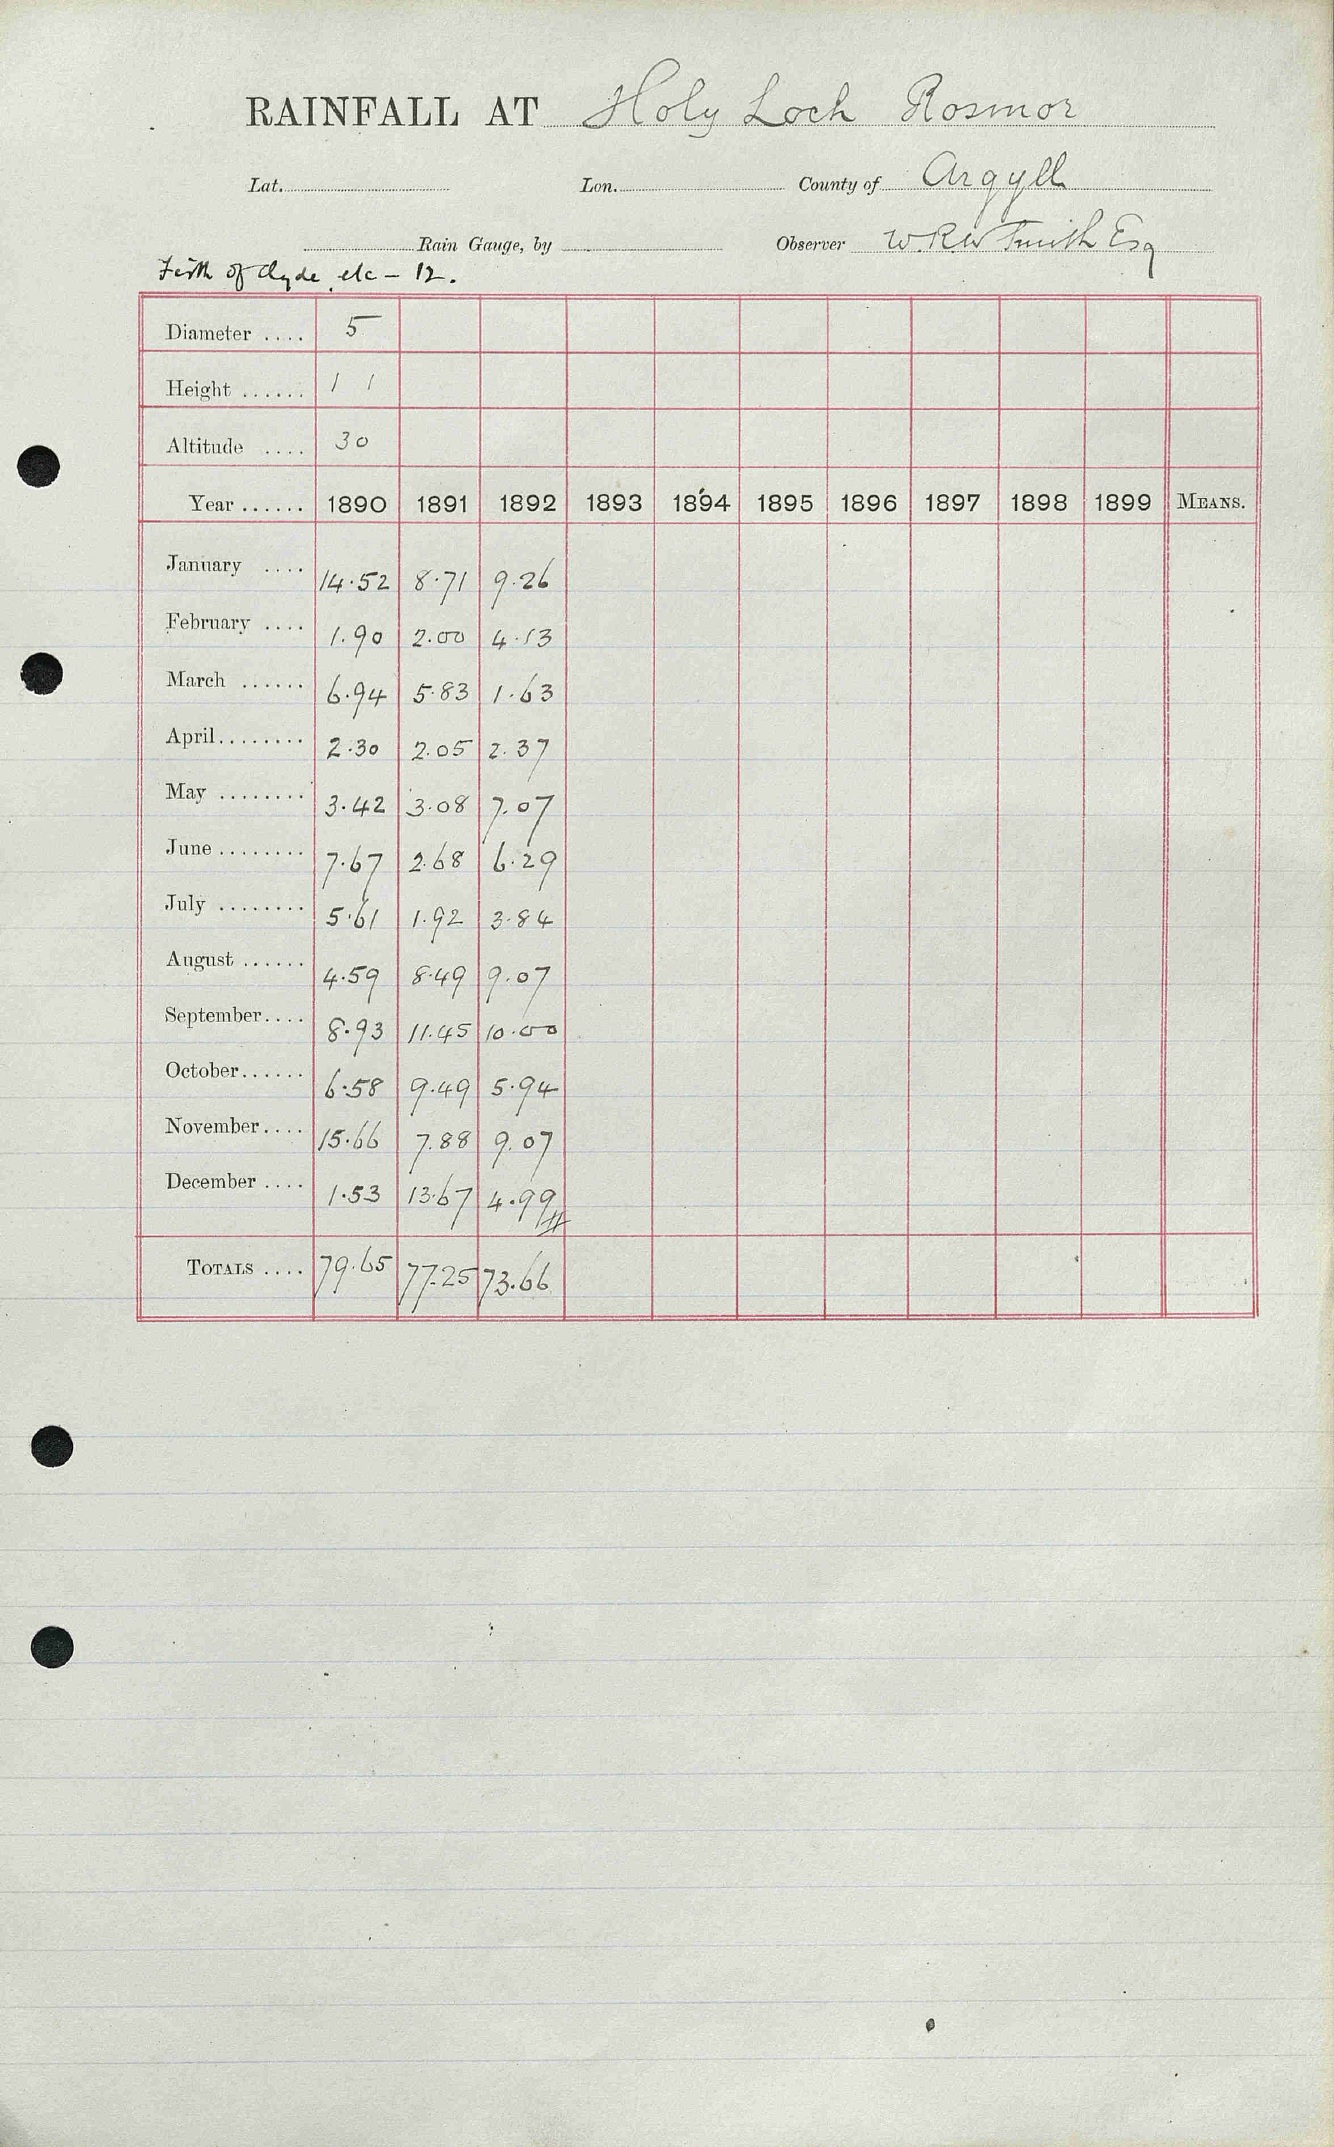 RAINFALL AT Holy Loch Rosmor
Lat. Lon. County of Argyll
Rain Gauge, by Observer W. R. W Smith Esq
Firth of Clyde, etc – 12.
Diameter .... 5
Height ...... 1 1
Altitude .... 30
Year ...... 1890 1891 1892 1893 1894 1895 1896 1897 1898 1899 MEANS.
January .... 14.52 8.71 9.26
February .... 1.90 2.00 4.13
March ...... 6.94 5.83 1.63
April ........ 2.30 2.05 2.37
May ........ 3.42 3.08 7.07
June ........ 7.67 2.68 6.29
July ........ 5.61 1.92 3.84
August ...... 4.59 8.49 9.07
September.... 8.93 11.45 10.00
October...... 6.58 9.49 5.94
November.... 15.66 7.88 9.07
December .... 1.53 13.67 4.99
TOTALS .... 79.65 77.25 73.66